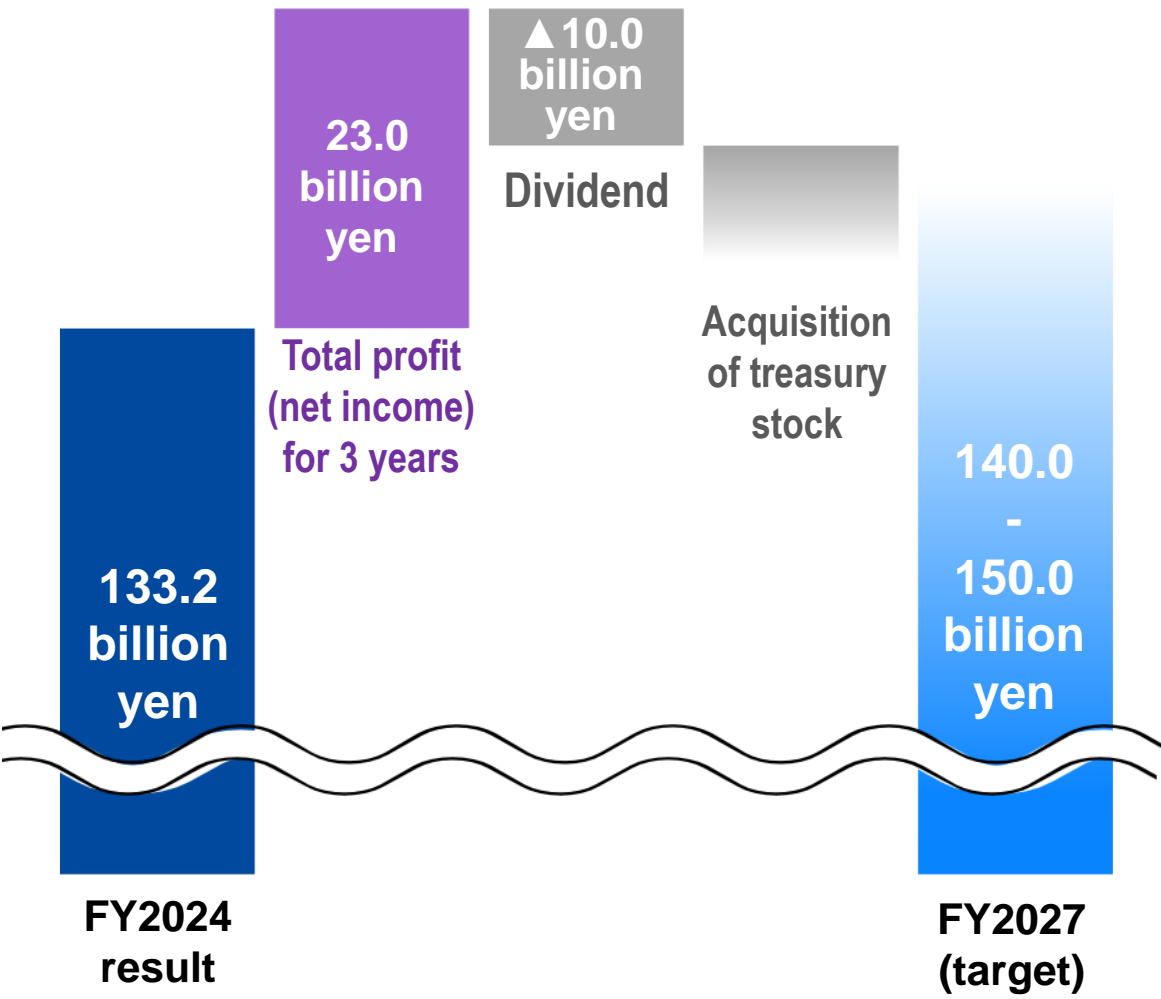 133.2
billion
yen
FY2024
result
23.0
billion
yen
Total profit
(net income)
for 3 years
▲10.0
billion
yen
Dividend
Acquisition
of treasury
stock
140.0
-
150.0
billion
yen
FY2027
(target)